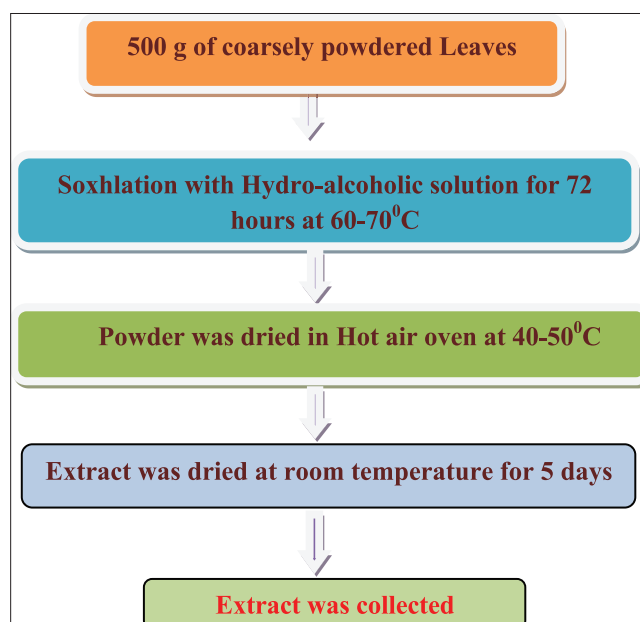 500 g of coarsely powdered Leaves
Soxhlation with Hydro-alcoholic solution for 72
hours at 60-70⁰C
Powder was dried in Hot air oven at 40-50⁰C
Extract was dried at room temperature for 5 days
Extract was collected